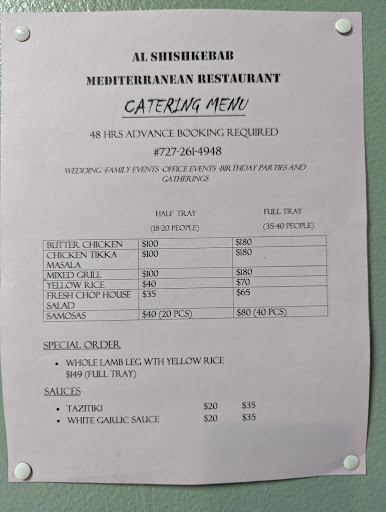 AL SHISHKEBAB
MEDITERRANEAN RESTAURANT
CATERING MENU
48 HRS ADVANCE BOOKING REQUIRED
#727-261-4948
WEDDING -FAMILY EVENTS -OFFICE EVENTS -BIRTHDAY PARTIES AND
GATHERINGS
HALF TRAY FULL TRAY
(18-20 PEOPLE) (35-40 PEOPLE)
BUTTER CHICKEN $100 $180
CHICKEN TIKKA $100 $180
MASALA
MIXED GRILL $100 $180
YELLOW RICE $40 $70
FRESH CHOP HOUSE $35 $65
SALAD
SAMOSAS $40 (20 PCS) $80 (40 PCS)
SPECIAL ORDER
• WHOLE LAMB LEG WTH YELLOW RICE
$149 (FULL TRAY)
SAUCES
• TAZITIKI $20 $35
• WHITE GARLIC SAUCE $20 $35